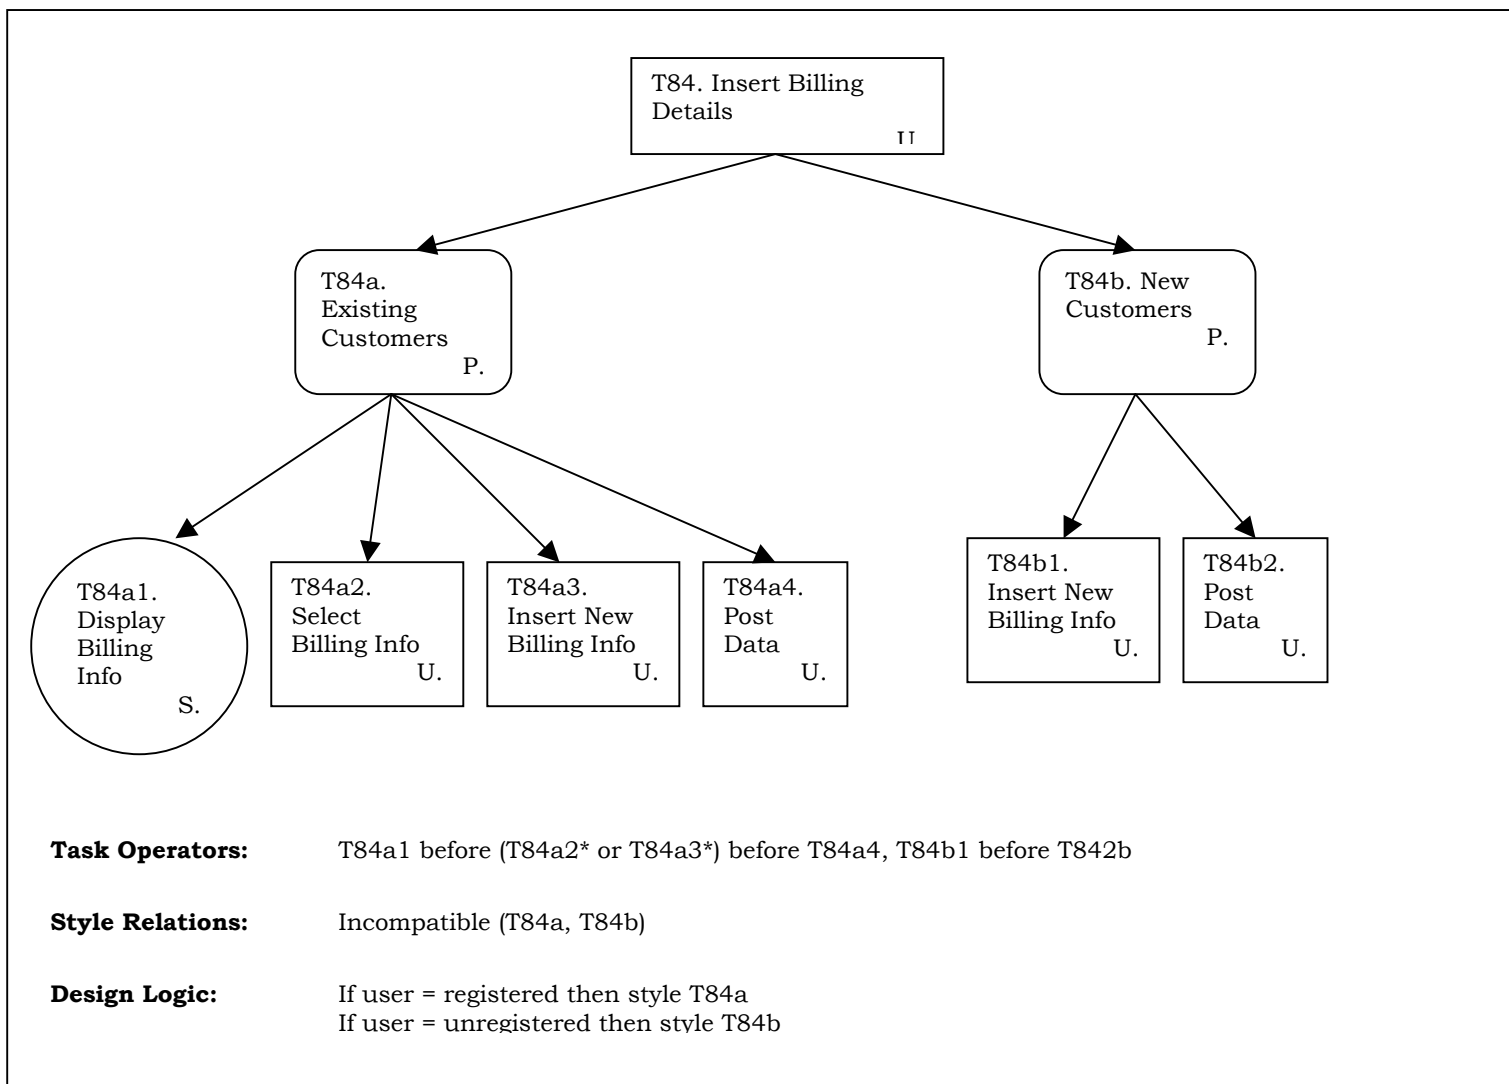 T84. Insert Billing
Details
U
T84a.
Existing
Customers
P.
T84b. New
Customers
P.
T84a1.
Display
Billing
Info
S.
T84a2.
Select
Billing Info
U.
T84a3.
Insert New
Billing Info
U.
T84a4.
Post
Data
U.
T84b1.
Insert New
Billing Info
U.
T84b2.
Post
Data
U.
Task Operators: T84a1 before (T84a2* or T84a3*) before T84a4, T84b1 before T842b
Style Relations: Incompatible (T84a, T84b)
Design Logic: If user = registered then style T84a
If user = unregistered then style T84b